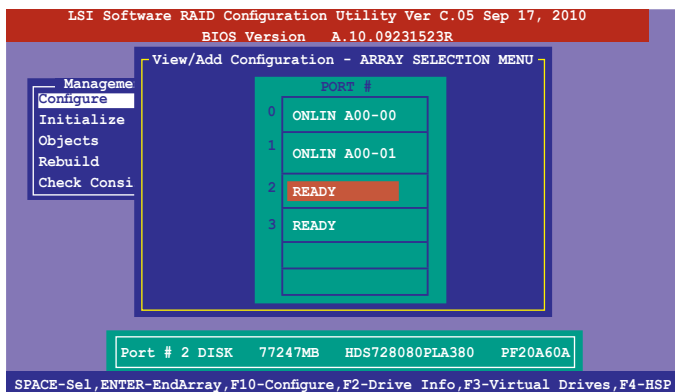 LSI Software RAID Configuration Utility Ver C.05 Sep 17, 2010
BIOS Version A.10.09231523R
View/Add Configuration - ARRAY SELECTION MENU
Manageme
Configure
Initialize
Objects
Rebuild
Check Consi
PORT #
0 ONLIN A00-00
1 ONLIN A00-01
2 READY
3 READY
Port # 2 DISK 77247MB HDS728080PLA380 PF20A60A
SPACE-Sel,ENTER-EndArray,F10-Configure,F2-Drive Info,F3-Virtual Drives,F4-HSP